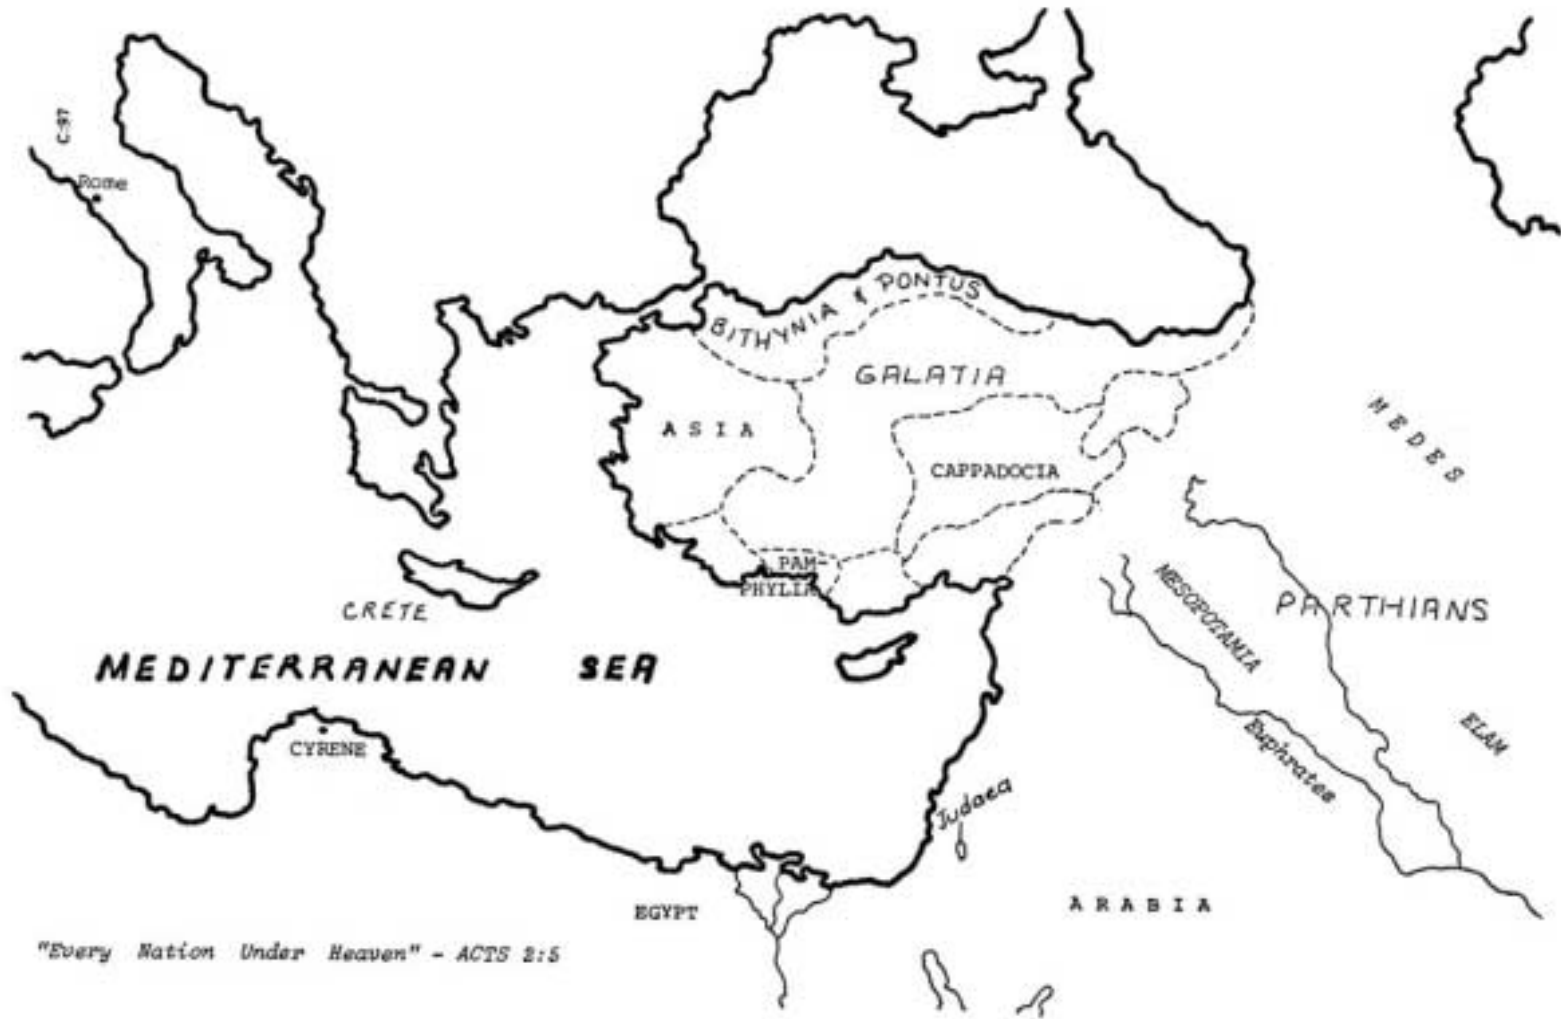 C:97
Rome
BITHYNIA & PONTUS
GALATIA
ASIA
CAPPADOCIA
MEDES
PAM-
PHYLIA
MESOPOTAMIA
PARTHIANS
CRETE
MEDITERRANEAN SEA
ELAM
CYRENE
Euphrates
Judaea
EGYPT
ARABIA
"Every Nation Under Heaven" - ACTS 2:5